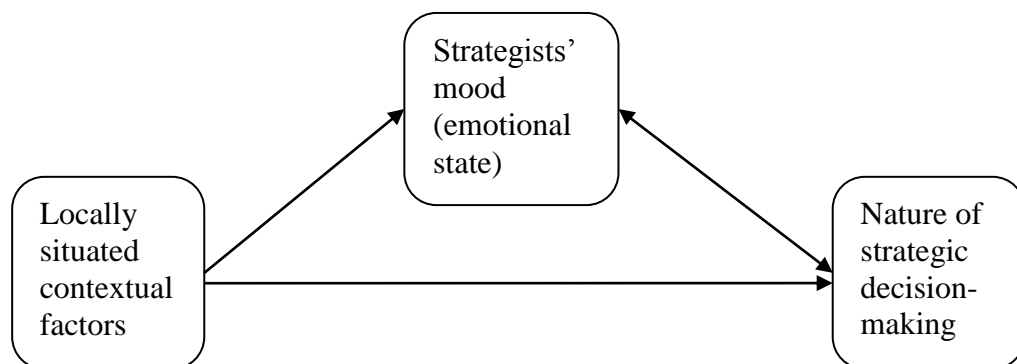 Strategists’
mood
(emotional
state)
Locally
situated
contextual
factors
Nature of
strategic
decision-
making